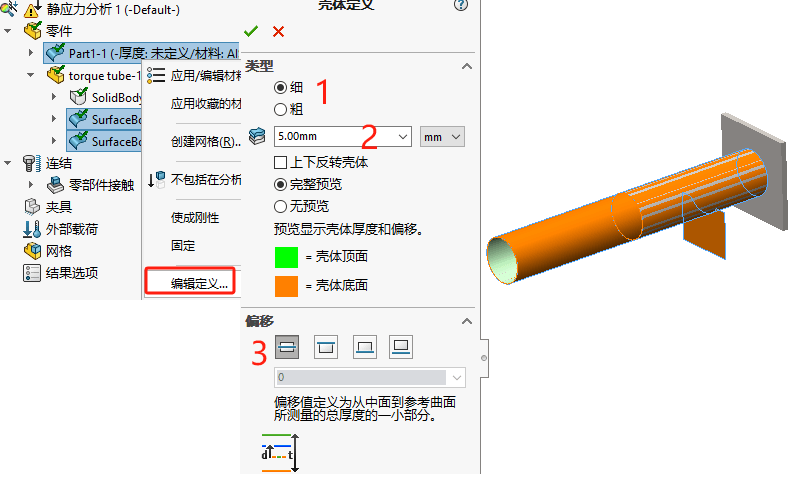 静应力分析 1 (-Default-)
零件
Part1-1 (-厚度: 未定义/材料: Al
torque tube-1
SolidBody
SurfaceBo
SurfaceBo
连结
零部件接触
夹具
外部载荷
网格
结果选项
应用/编辑材料
应用收藏的材
创建网格(R)..
不包括在分析
使成刚性
固定
编辑定义...
壳体定义
类型
细
1
粗
5.00mm
2
mm
上下反转壳体
完整预览
无预览
预览显示壳体厚度和偏移。
= 壳体顶面
= 壳体底面
偏移
3
0
偏移值定义为从中面到参考曲面
所测量的总厚度的一小部分。
d
t